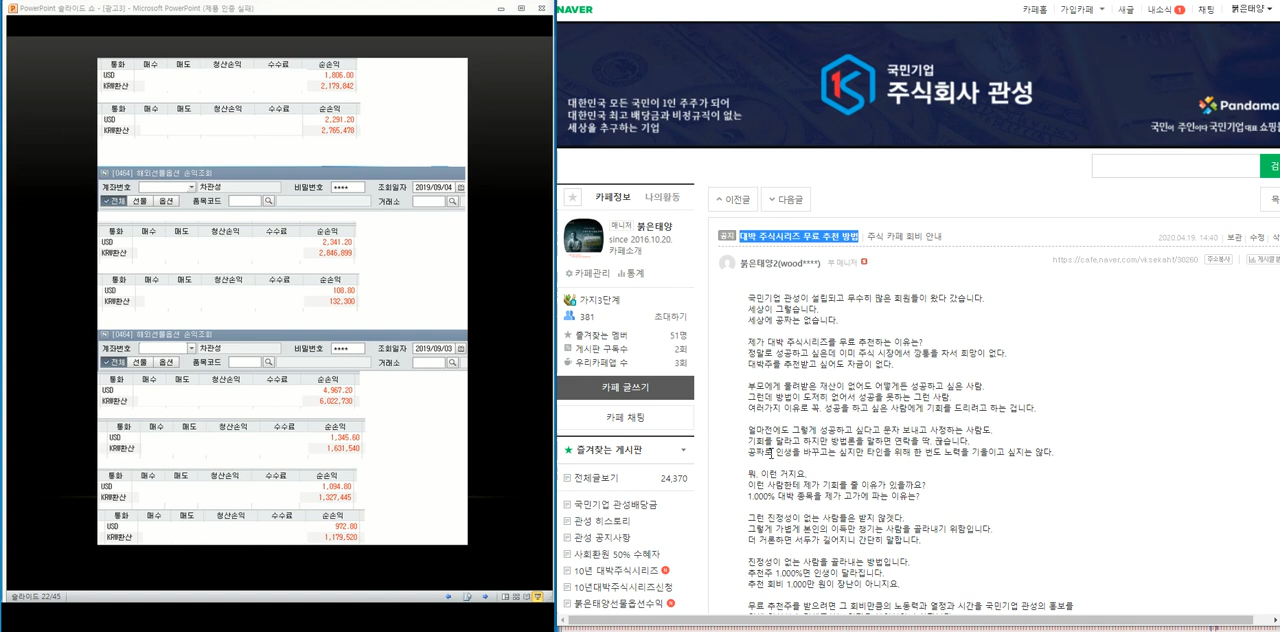 PowerPoint 슬라이드 쇼 - [광고3] - Microsoft PowerPoint (제품 인증 실패)
통화 매수 매도 청산손익 수수료 순손익
USD 1,806.00
KRW환산 2,179,842
통화 매수 매도 청산손익 수수료 순손익
USD 2,291.20
KRW환산 2,765,478
[0464] 해외선물옵션 손익조회
계좌번호 차관성 비밀번호 **** 조회일자 2019/09/04
전체 선물 옵션 품목코드 거래소
통화 매수 매도 청산손익 수수료 순손익
USD 2,341.20
KRW환산 2,846,899
통화 매수 매도 청산손익 수수료 순손익
USD 108.80
KRW환산 132,300
[0464] 해외선물옵션 손익조회
계좌번호 차관성 비밀번호 **** 조회일자 2019/09/03
전체 선물 옵션 품목코드 거래소
통화 매수 매도 청산손익 수수료 순손익
USD 4,967.20
KRW환산 6,022,730
통화 매수 매도 청산손익 수수료 순손익
USD 1,345.60
KRW환산 1,631,540
통화 매수 매도 청산손익 수수료 순손익
USD 1,094.80
KRW환산 1,327,445
통화 매수 매도 청산손익 수수료 순손익
USD 972.80
KRW환산 1,179,520
슬라이드 22/45
NAVER
카페홈 가입카페 새글 내소식 1 채팅 붉은태양
대한민국 모든 국민이 1인 주주가 되어
대한민국 최고 배당금과 비정규직이 없는
세상을 추구하는 기업
국민기업
주식회사 관성
Pandama
국민이 주인이다 국민기업대표 쇼핑몰
검
카페정보 나의활동
매니저 붉은태양
since 2016.10.20.
카페소개
카페관리 통계
가지3단계
381 초대하기
즐겨찾는 멤버 51명
게시판 구독수 2회
우리카페앱 수 3회
카페 글쓰기
카페 채팅
즐겨찾는 게시판
전체글보기 24,370
국민기업 관성배당금
관성 히스토리
관성 공지사항
사회환원 50% 수혜자
10년 대박주식시리즈 N
10년대박주식시리즈신청
붉은태양선물옵션수익 N
이전글 다음글
목
공지 대박 주식시리즈 무료 추천 방법 주식 카페 회비 안내
2020.04.19. 14:40 보관 수정 삭
붉은태양2(wood****) 부 매니저
https://cafe.naver.com/vksekahf/30260 주소복사
국민기업 관성이 설립되고 무수히 많은 회원들이 왔다 갔습니다.
세상이 그렇습니다.
세상에 공짜는 없습니다.
제가 대박 주식시리즈를 무료 추천하는 이유는?
정말로 성공하고 싶은데 이미 주식 시장에서 깡통을 차서 희망이 없다.
대박주를 추천받고 싶어도 자금이 없다.
부모에게 물려받은 재산이 없어도 어떻게든 성공하고 싶은 사람.
그런데 방법이 도저히 없어서 성공을 못하는 그런 사람.
여러가지 이유로 꼭, 성공을 하고 싶은 사람에게 기회를 드리려고 하는 겁니다.
얼마전에도 그렇게 성공하고 싶다고 문자 보내고 사정하는 사람도,
기회를 달라고 하지만 방법론을 말하면 연락을 딱, 끊습니다.
공짜로 인생을 바꾸고는 싶지만 타인을 위해 한 번도 노력을 기울이고 싶지는 않다.
뭐, 이런 거지요.
이런 사람한테 제가 기회를 줄 이유가 있을까요?
1,000% 대박 종목을 제가 고가에 파는 이유는?
그런 진정성이 없는 사람들은 받지 않겟다.
그렇게 가볍게 본인의 이득만 챙기는 사람을 골라내기 위함입니다.
더 거론하면 서두가 길어지니 간단히 말합니다.
진정성이 없는 사람을 골라내는 방법입니다.
추천주 1,000%면 인생이 달라집니다.
추천 회비 1,000만 원이 장난이 아니지요.
무료 추천주를 받으려면 그 회비만큼의 노동력과 열정과 시간을 국민기업 관성의 홍보를